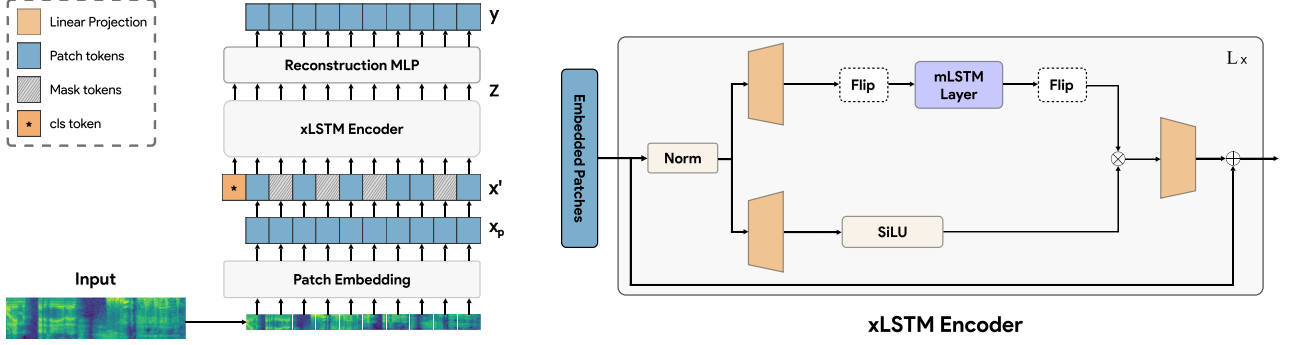 Linear Projection
Patch tokens
Mask tokens
* cls token
y
Reconstruction MLP
z
xLSTM Encoder
*
x'
xp
Patch Embedding
Input
Embedded Patches
Norm
Flip
mLSTM
Layer
Flip
SiLU
L x
xLSTM Encoder